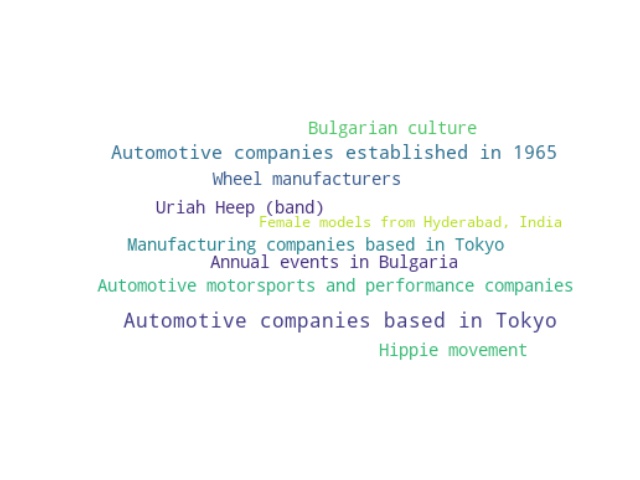 Bulgarian culture
Automotive companies established in 1965
Wheel manufacturers
Uriah Heep (band)
Female models from Hyderabad, India
Manufacturing companies based in Tokyo
Annual events in Bulgaria
Automotive motorsports and performance companies
Automotive companies based in Tokyo
Hippie movement